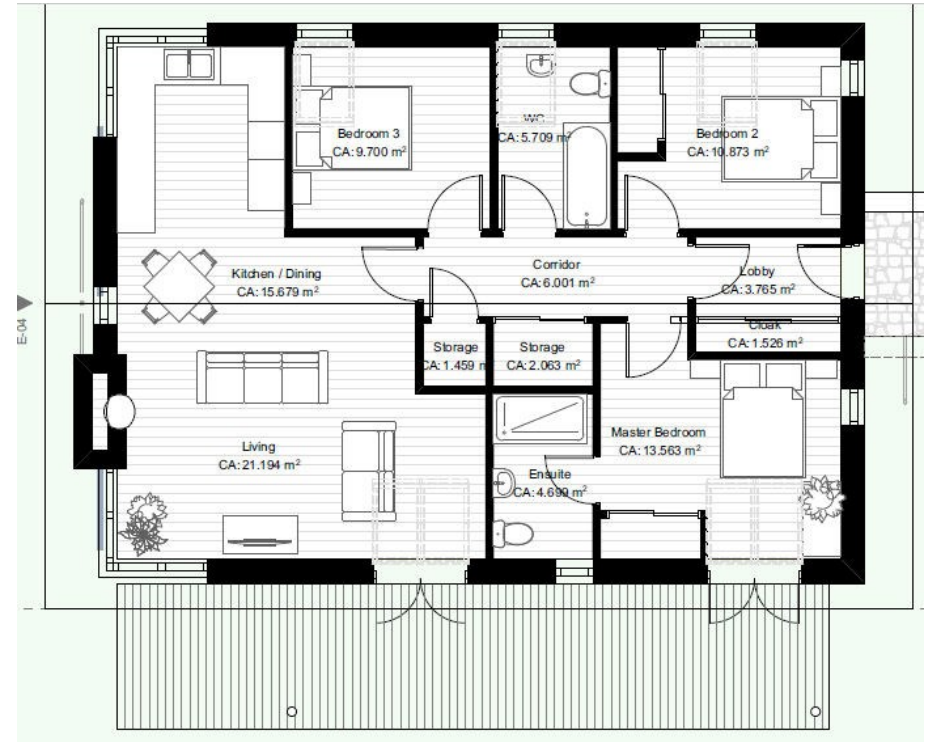 Bedroom 3
CA: 9.700 m²
WC
CA: 5.709 m²
Bedroom 2
CA: 10.873 m²
Kitchen / Dining
CA: 15.679 m²
Corridor
CA: 6.001 m²
Lobby
CA: 3.765 m²
E-04
Storage
CA: 1.459 m
Storage
CA: 2.063 m²
Cloak
CA: 1.526 m²
Living
CA: 21.194 m²
Ensuite
CA: 4.699 m²
Master Bedroom
CA: 13.563 m²